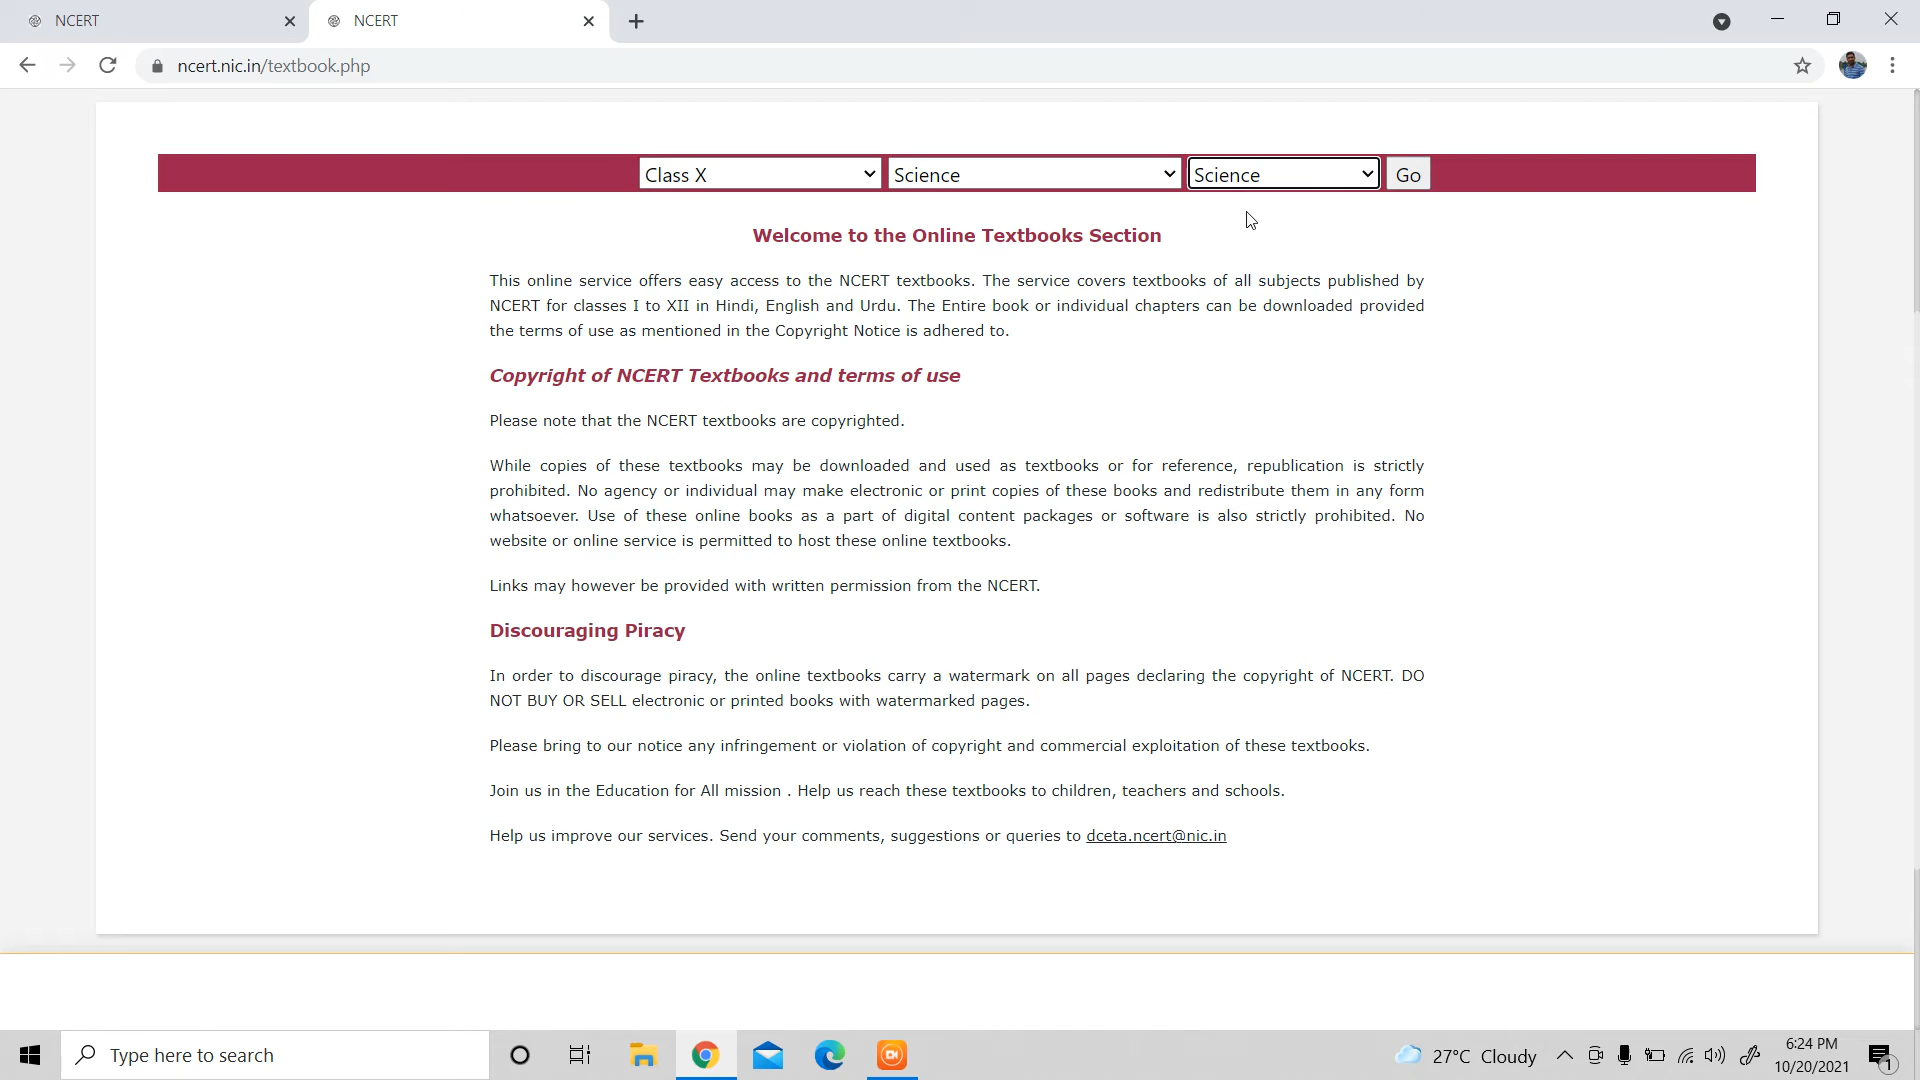 NCERT
NCERT
ncert.nic.in/textbook.php
Class X
Science
Science
Go
Welcome to the Online Textbooks Section
This online service offers easy access to the NCERT textbooks. The service covers textbooks of all subjects published by
NCERT for classes I to XII in Hindi, English and Urdu. The Entire book or individual chapters can be downloaded provided
the terms of use as mentioned in the Copyright Notice is adhered to.
Copyright of NCERT Textbooks and terms of use
Please note that the NCERT textbooks are copyrighted.
While copies of these textbooks may be downloaded and used as textbooks or for reference, republication is strictly
prohibited. No agency or individual may make electronic or print copies of these books and redistribute them in any form
whatsoever. Use of these online books as a part of digital content packages or software is also strictly prohibited. No
website or online service is permitted to host these online textbooks.
Links may however be provided with written permission from the NCERT.
Discouraging Piracy
In order to discourage piracy, the online textbooks carry a watermark on all pages declaring the copyright of NCERT. DO
NOT BUY OR SELL electronic or printed books with watermarked pages.
Please bring to our notice any infringement or violation of copyright and commercial exploitation of these textbooks.
Join us in the Education for All mission . Help us reach these textbooks to children, teachers and schools.
Help us improve our services. Send your comments, suggestions or queries to dceta.ncert@nic.in
Type here to search
27°C Cloudy
6:24 PM
10/20/2021
1